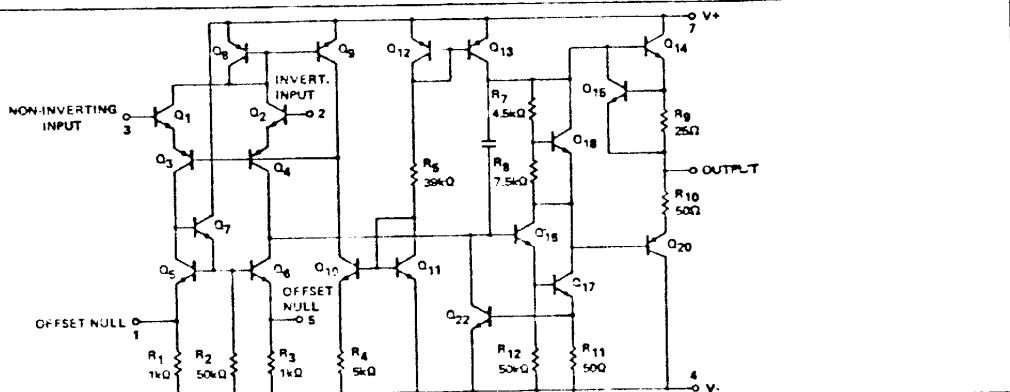 V+
7
Q8
Q9
Q12
Q13
Q14
INVERT.
INPUT
NON-INVERTING
INPUT
3
Q1
Q2
2
R7
4.5kΩ
Q15
R9
25Ω
Q3
Q4
Q18
R5
39kΩ
R8
7.5kΩ
OUTPUT
R10
50Ω
Q7
Q16
Q20
Q5
Q6
Q10
Q11
Q17
OFFSET
NULL
5
OFFSET NULL
1
Q22
R1
1kΩ
R2
50kΩ
R3
1kΩ
R4
5kΩ
R12
50kΩ
R11
50Ω
4
V-